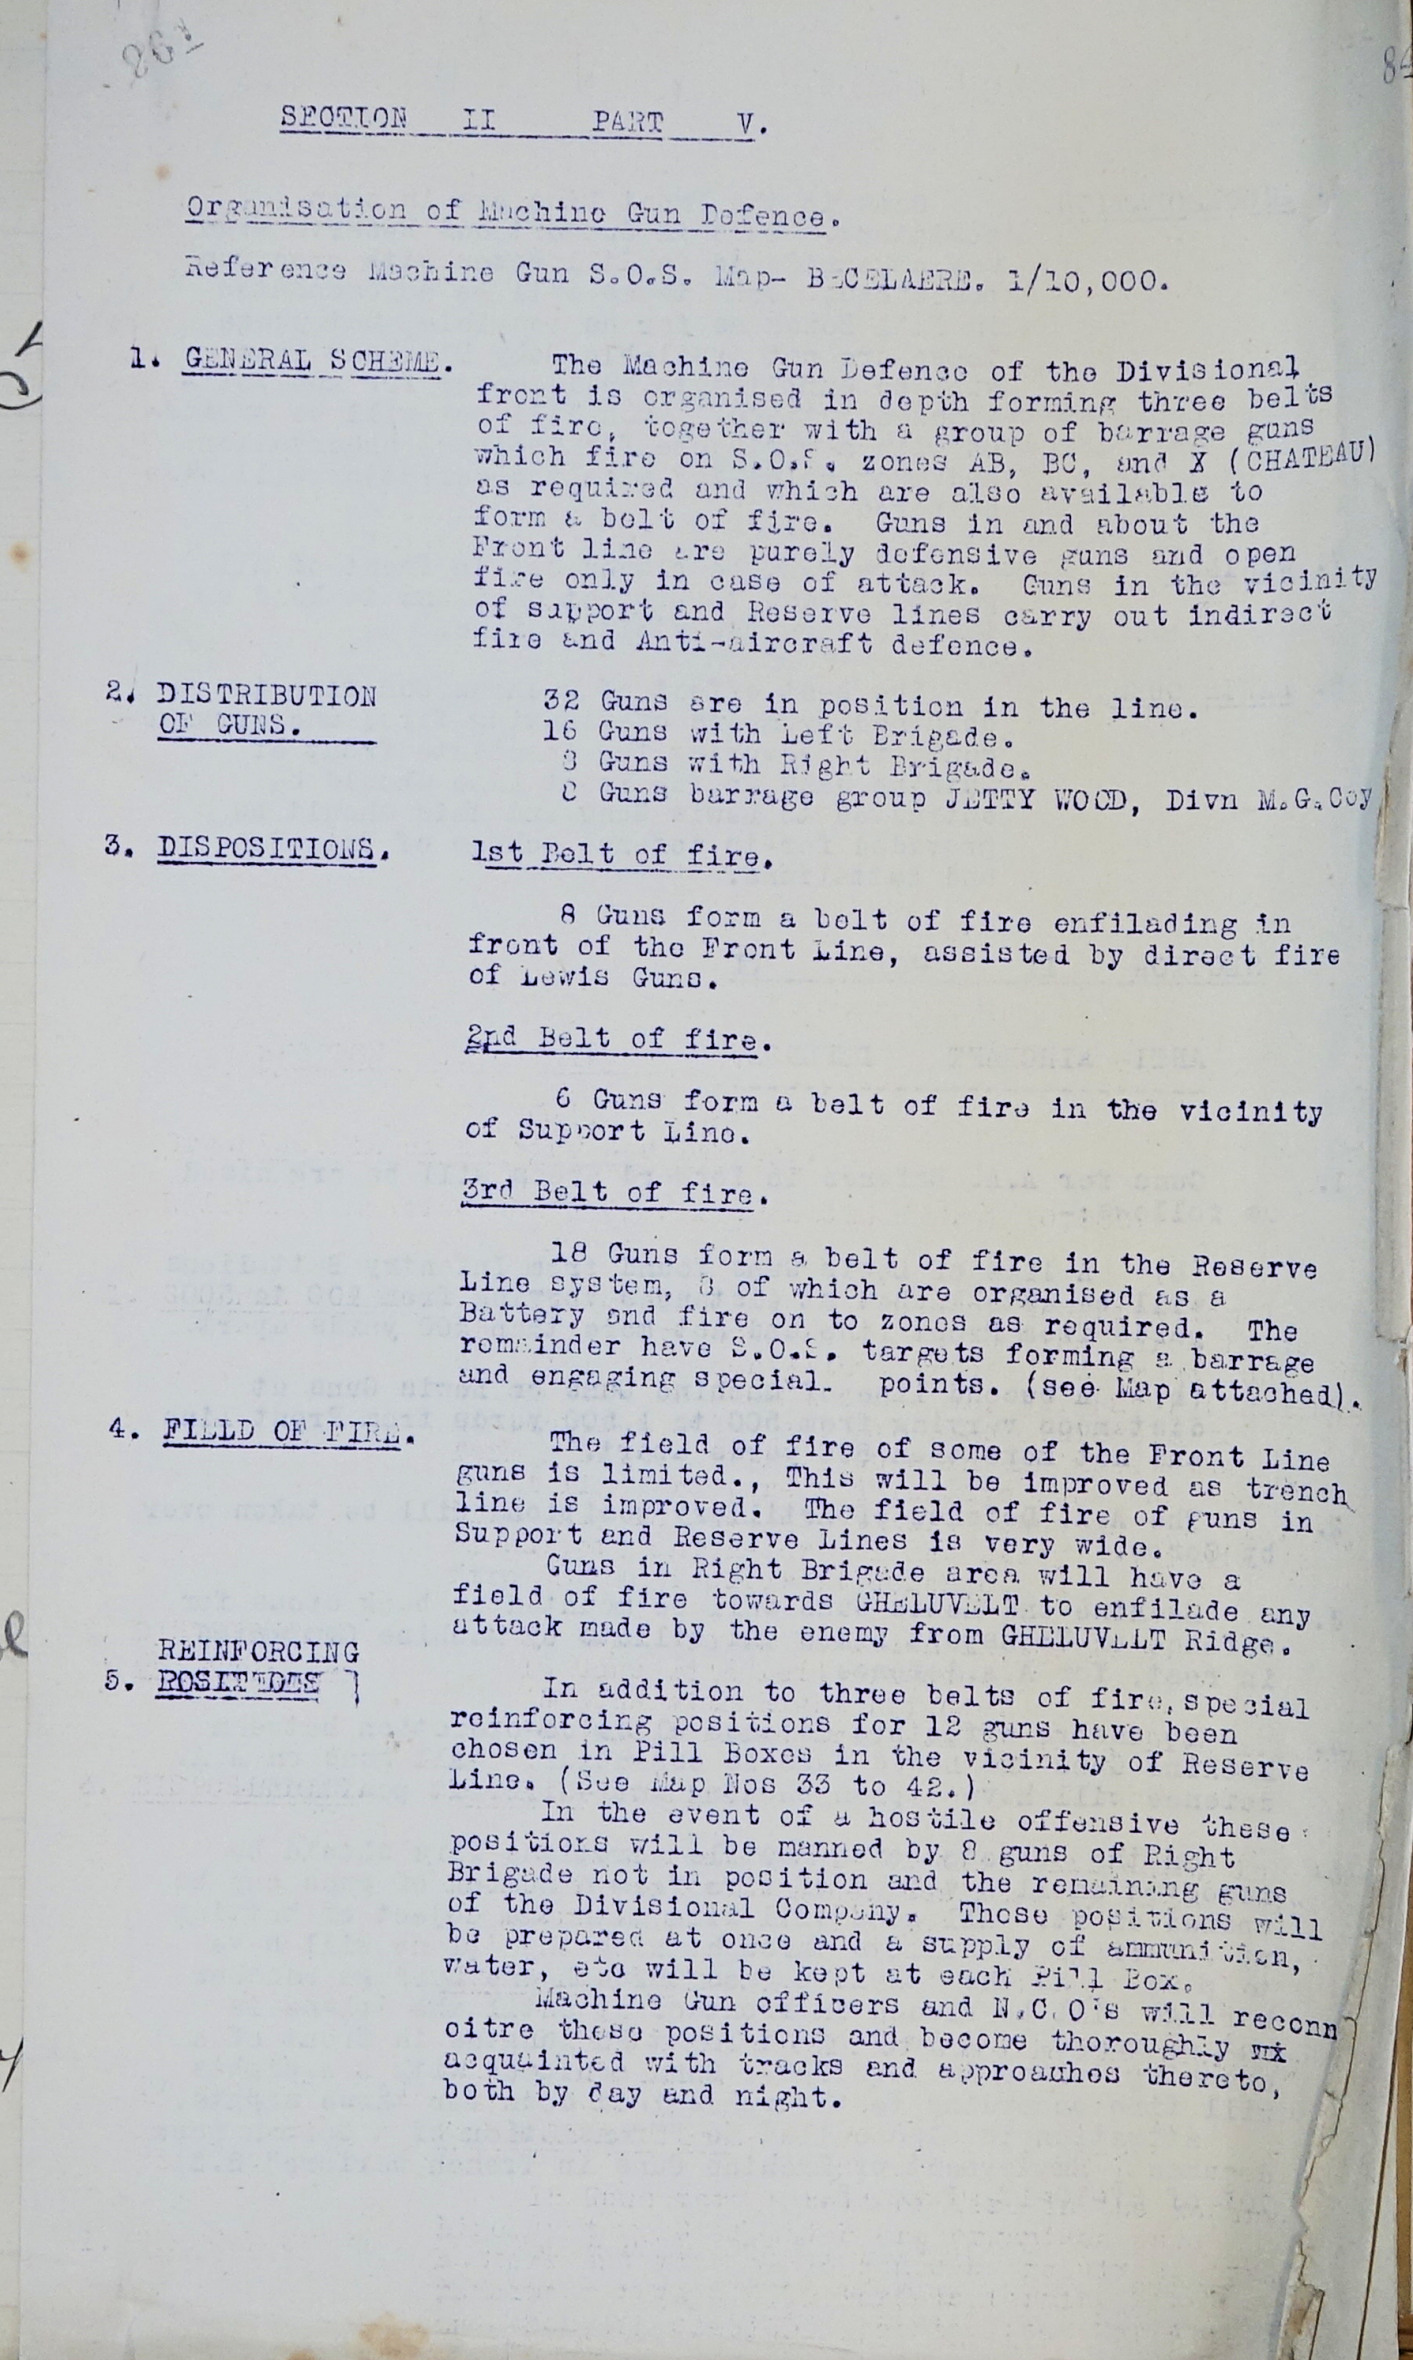 SECTION II PART V.
Organisation of Machine Gun Defence.
Reference Machine Gun S.O.S. Map- BECELAERE. 1/10,000.
1. GENERAL SCHEME. The Machine Gun Defence of the Divisional
front is organised in depth forming three belts
of fire, together with a group of barrage guns
which fire on S.O.S. zones AB, BC, and X (CHATEAU)
as required and which are also available to
form a belt of fire. Guns in and about the
Front line are purely defensive guns and open
fire only in case of attack. Guns in the vicinity
of support and Reserve lines carry out indirect
fire and Anti-aircraft defence.
2. DISTRIBUTION 32 Guns are in position in the line.
OF GUNS. 16 Guns with Left Brigade.
8 Guns with Right Brigade.
8 Guns barrage group JETTY WOOD, Divn M.G.Coy
3. DISPOSITIONS. 1st Belt of fire.
8 Guns form a belt of fire enfilading in
front of the Front Line, assisted by direct fire
of Lewis Guns.
2nd Belt of fire.
6 Guns form a belt of fire in the vicinity
of Support Line.
3rd Belt of fire.
18 Guns form a belt of fire in the Reserve
Line system, 8 of which are organised as a
Battery and fire on to zones as required. The
remainder have S.O.S. targets forming a barrage
and engaging special. points. (see Map attached).
4. FIELD OF FIRE. The field of fire of some of the Front Line
guns is limited., This will be improved as trench
line is improved. The field of fire of guns in
Support and Reserve Lines is very wide.
Guns in Right Brigade area will have a
field of fire towards GHELUVELT to enfilade any
attack made by the enemy from GHELUVELT Ridge.
REINFORCING
5. In addition to three belts of fire, special
reinforcing positions for 12 guns have been
chosen in Pill Boxes in the vicinity of Reserve
Line. (See Map Nos 33 to 42.)
In the event of a hostile offensive these
positions will be manned by 8 guns of Right
Brigade not in position and the remaining guns
of the Divisional Company. These positions will
be prepared at once and a supply of ammunition,
water, etc will be kept at each Pill Box.
Machine Gun officers and N.C.O's will reconn
oitre these positions and become thoroughly
acquainted with tracks and approaches thereto,
both by day and night.